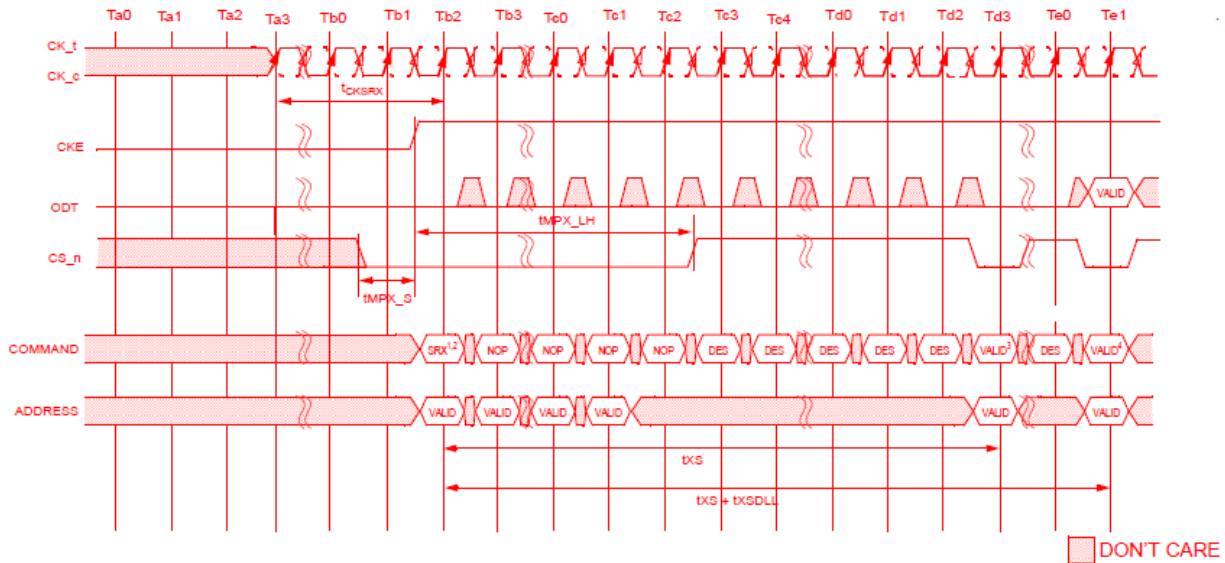 Ta0 Ta1 Ta2 Ta3 Tb0 Tb1 Tb2 Tb3 Tc0 Tc1 Tc2 Tc3 Tc4 Td0 Td1 Td2 Td3 Te0 Te1
CK_t
CK_c
tCKSRX
CKE
ODT VALID
tMPX_LH
CS_n
tMPX_S
COMMAND SRX1,2 NOP NOP NOP NOP DES DES DES DES DES VALID3 DES VALID4
ADDRESS VALID VALID VALID VALID VALID VALID
tXS
tXS + tXSDLL
DON'T CARE